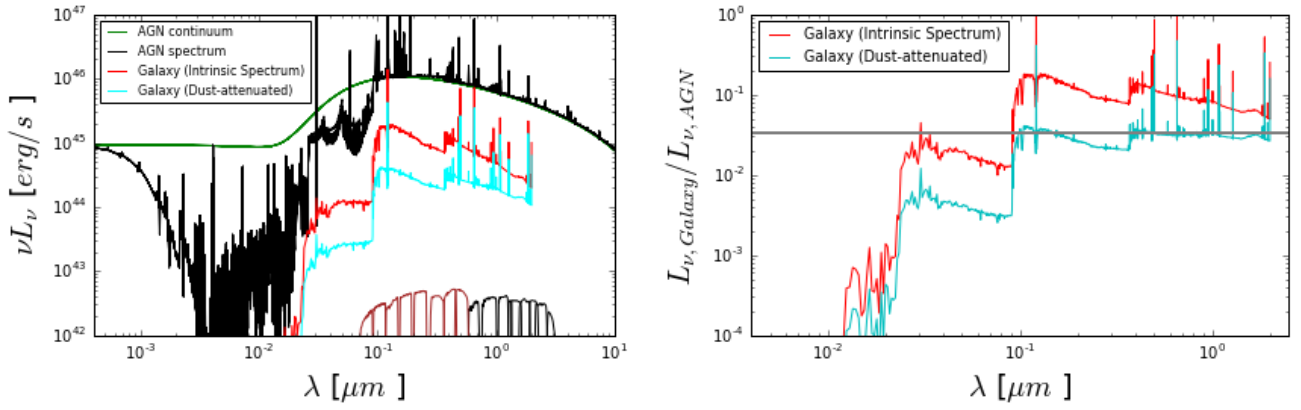 10^47
10^46
10^45
10^44
10^43
10^42
νL_ν [erg/s]
AGN continuum
AGN spectrum
Galaxy (Intrinsic Spectrum)
Galaxy (Dust-attenuated)
10^-3 10^-2 10^-1 10^0 10^1
λ [μm ]
10^0
10^-1
10^-2
10^-3
10^-4
L_ν,Galaxy/L_ν,AGN
Galaxy (Intrinsic Spectrum)
Galaxy (Dust-attenuated)
10^-2 10^-1 10^0
λ [μm ]